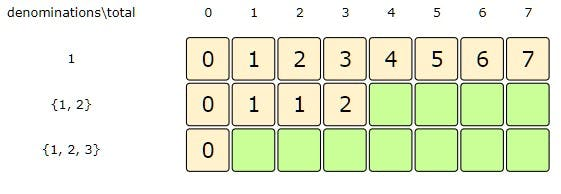 denominations\total 0 1 2 3 4 5 6 7
1 0 1 2 3 4 5 6 7
{1, 2} 0 1 1 2
{1, 2, 3} 0